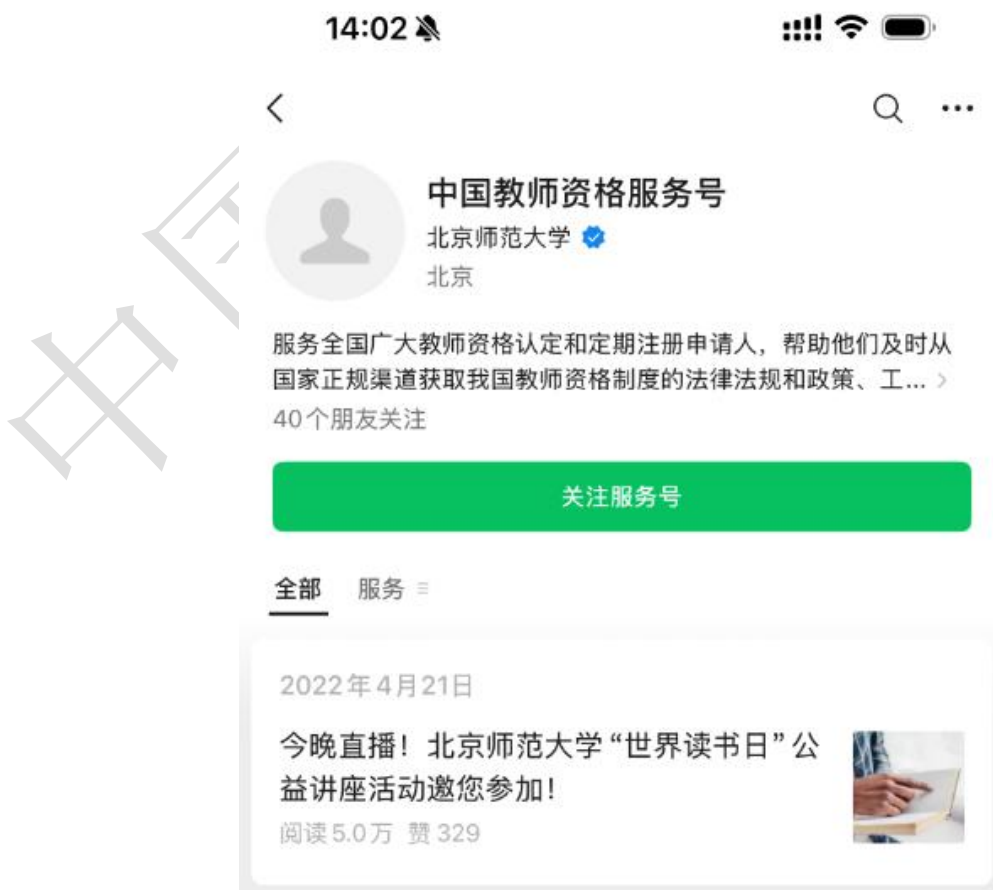 14:02
中国教师资格服务号
北京师范大学
北京
服务全国广大教师资格认定和定期注册申请人，帮助他们及时从
国家正规渠道获取我国教师资格制度的法律法规和政策、工...
40个朋友关注
关注服务号
全部 服务
2022年4月21日
今晚直播！北京师范大学“世界读书日”公
益讲座活动邀您参加！
阅读5.0万 赞329
中